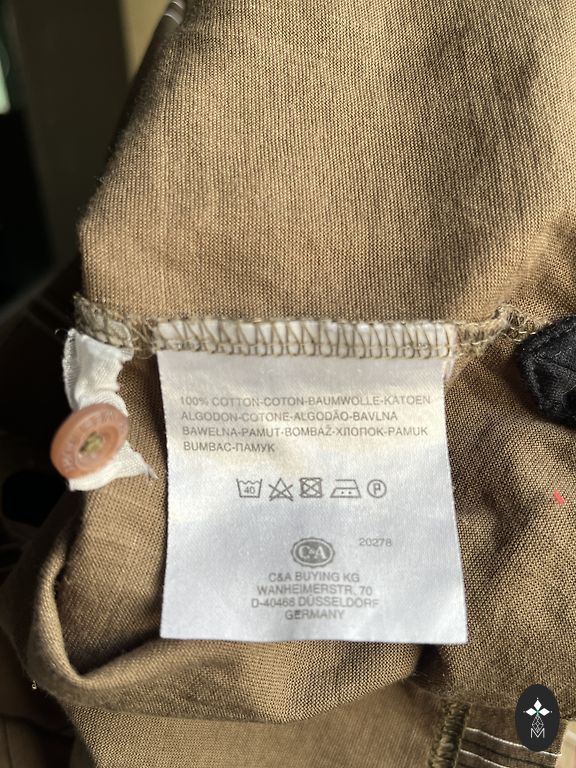 100% COTTON-COTON-BAUMWOLLE-KATOEN
ALGODON-COTONE-ALGODÃO-BAVLNA
BAWEŁNA-PAMUT-BOMBAŽ-ХЛОПОК-PAMUK
BUMBAC-ПАМУК
40 P
C&A 20278
C&A BUYING KG
WANHEIMERSTR. 70
D-40468 DÜSSELDORF
GERMANY
M